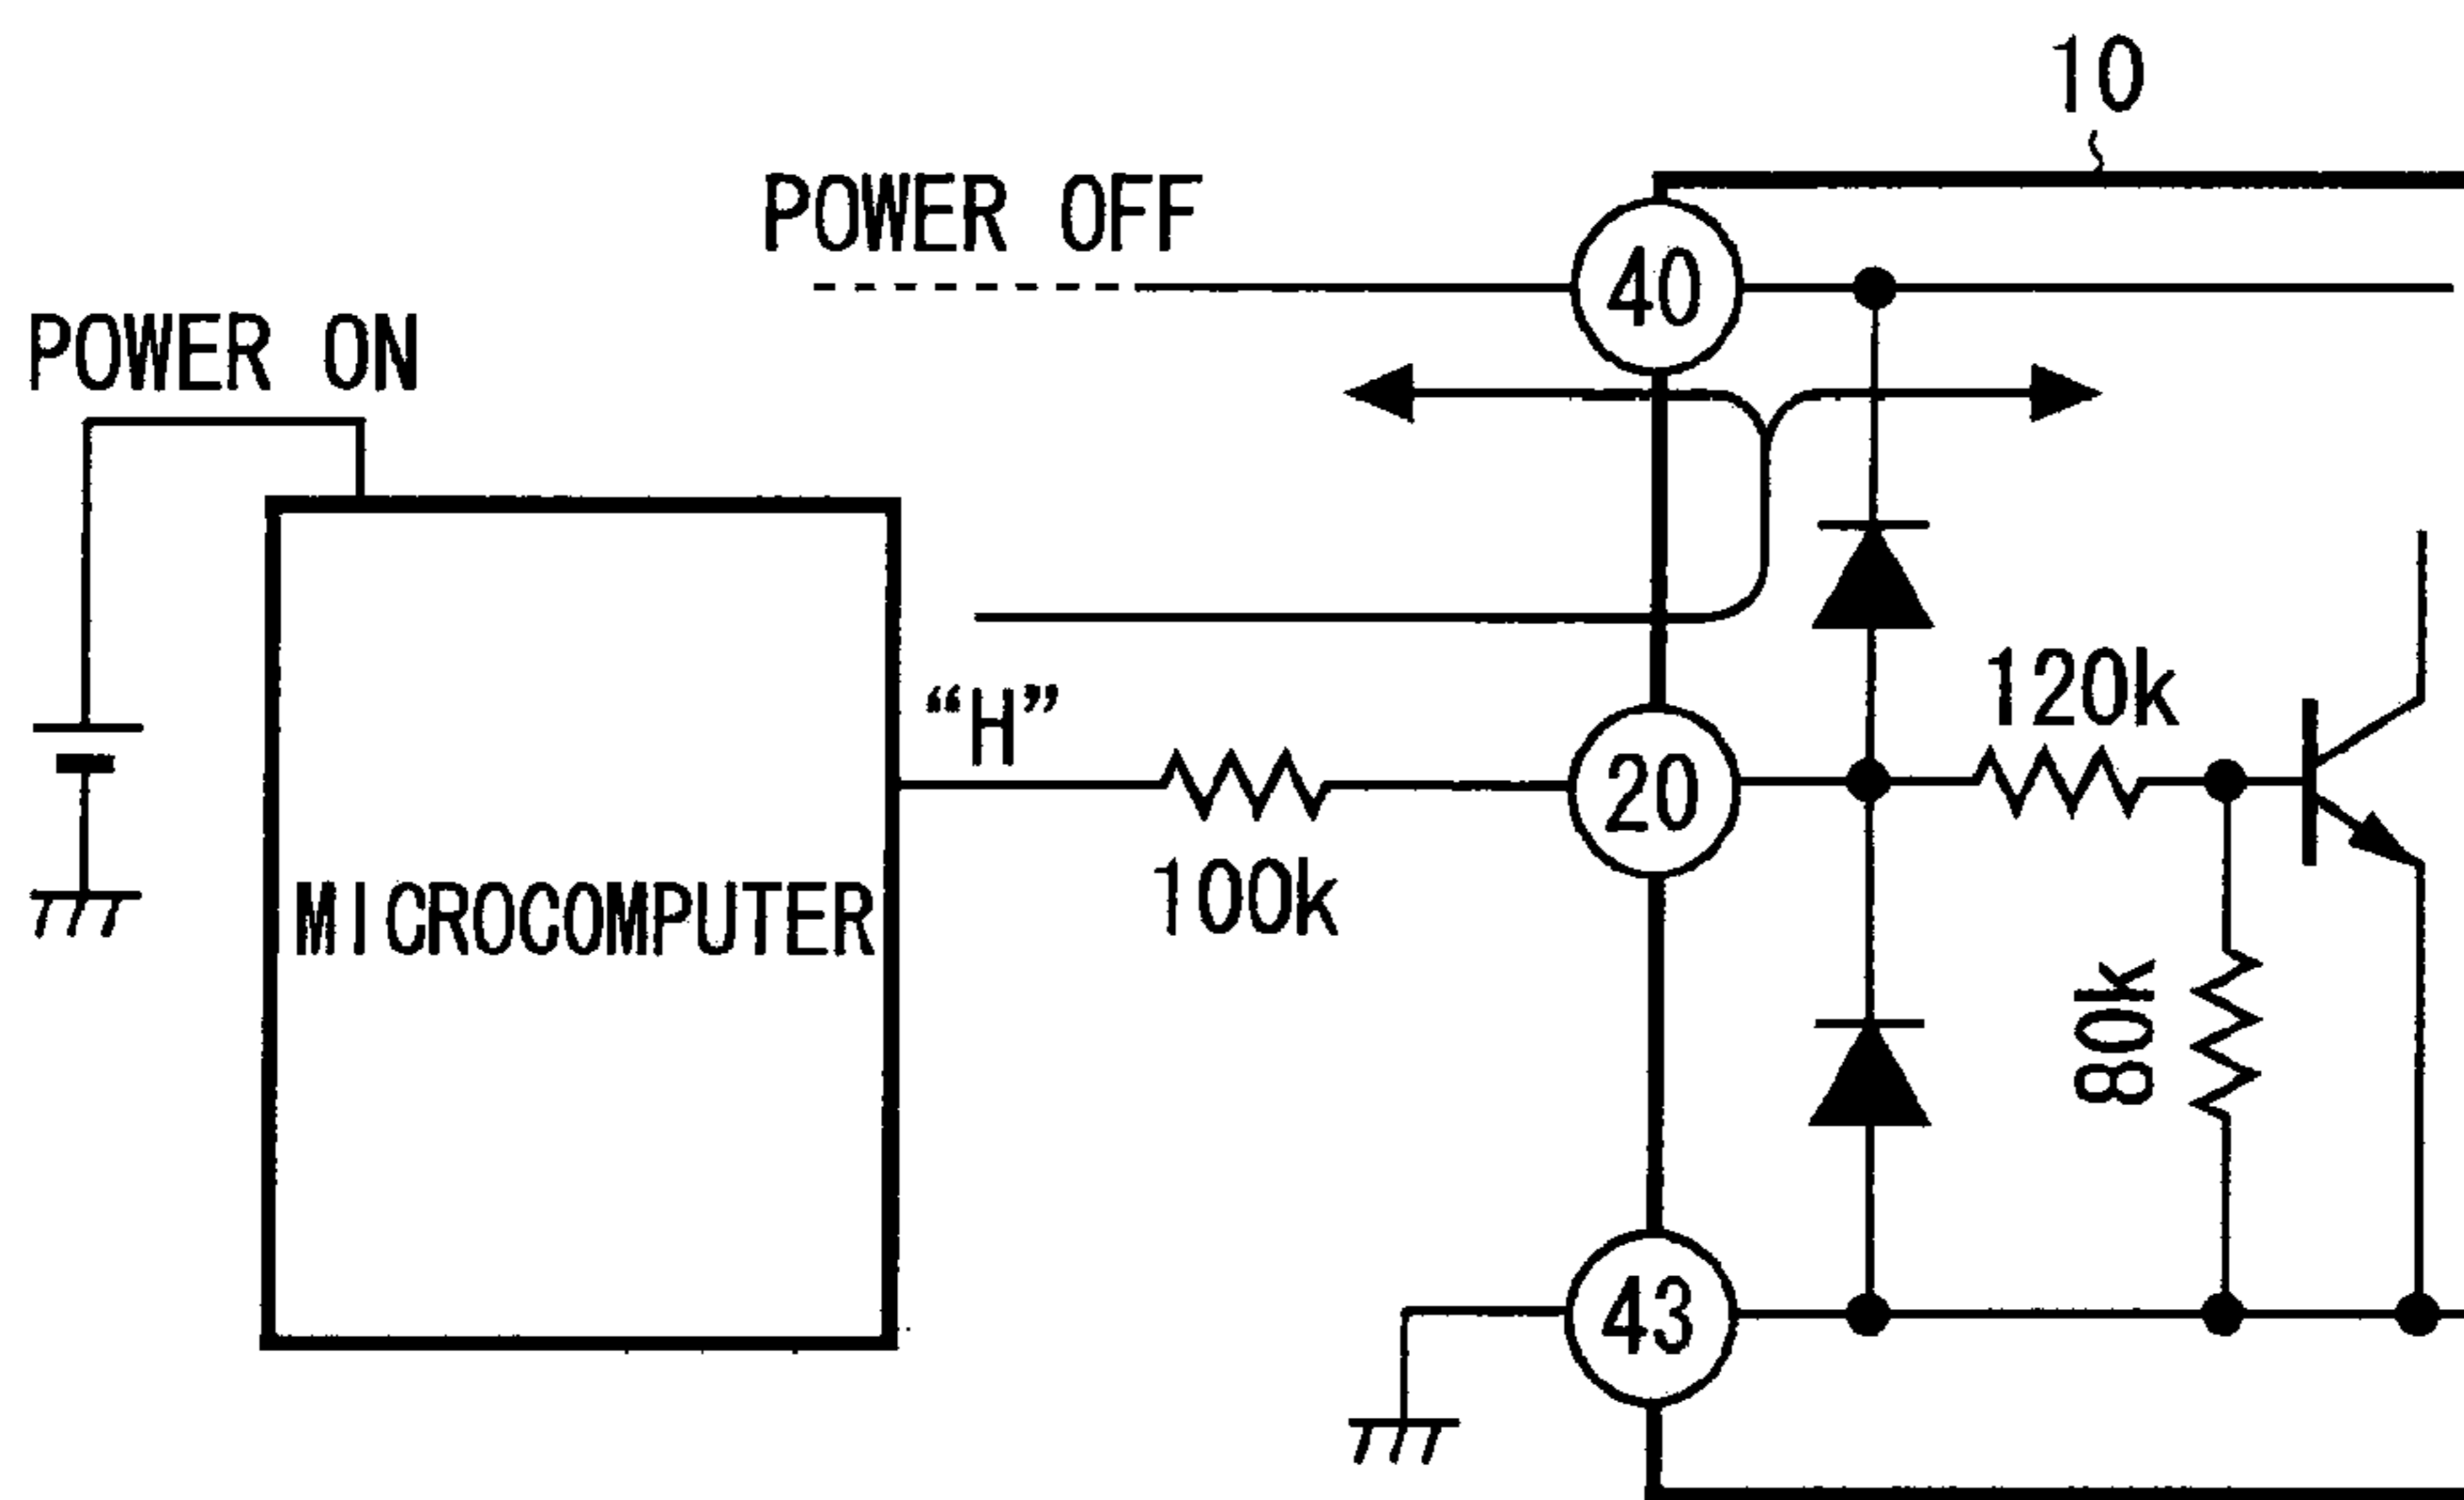 10
POWER OFF
40
POWER ON
120k
“H”
20
100k
MICROCOMPUTER
80k
43